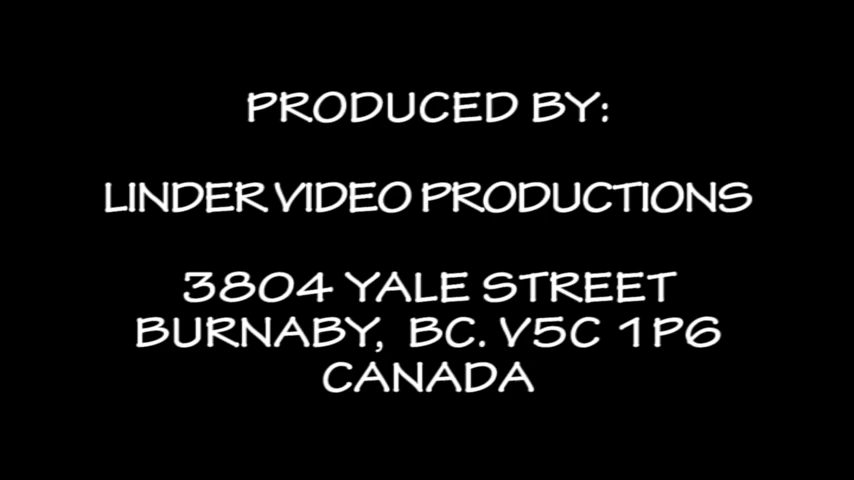 PRODUCED BY:
LINDER VIDEO PRODUCTIONS
3804 YALE STREET
BURNABY, BC. V5C 1P6
CANADA